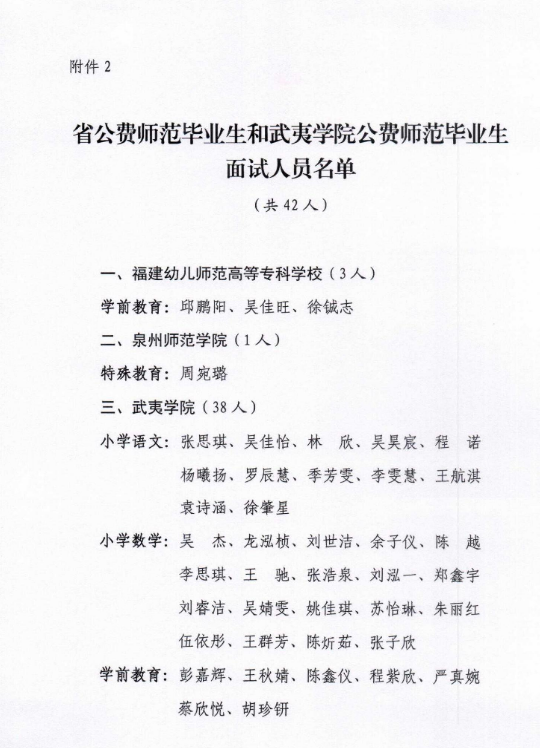 附件 2
省公费师范毕业生和武夷学院公费师范毕业生
面试人员名单
（共 42 人）
一、福建幼儿师范高等专科学校（3 人）
学前教育：邱鹏阳、吴佳旺、徐铖志
二、泉州师范学院（1 人）
特殊教育：周宛璐
三、武夷学院（38 人）
小学语文：张思琪、吴佳怡、林　欣、吴昊宸、程　诺
杨曦扬、罗辰慧、季芳雯、李雯慧、王航淇
袁诗涵、徐肇星
小学数学：吴　杰、龙泓桢、刘世洁、余子仪、陈　越
李思琪、王　驰、张浩泉、刘泓一、郑鑫宇
刘睿洁、吴婧雯、姚佳琪、苏怡琳、朱丽红
伍依彤、王群芳、陈妡茹、张子欣
学前教育：彭嘉辉、王秋婧、陈鑫仪、程紫欣、严真婉
蔡欣悦、胡珍钘